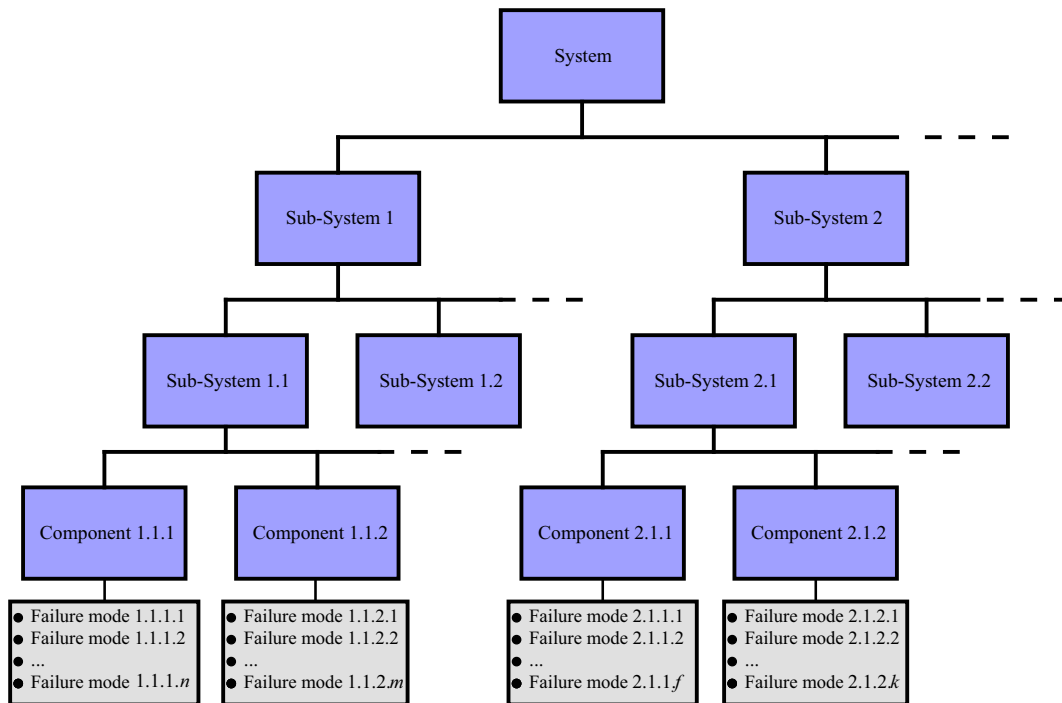 System
Sub-System 1
Sub-System 2
Sub-System 1.1
Sub-System 1.2
Sub-System 2.1
Sub-System 2.2
Component 1.1.1
Component 1.1.2
Component 2.1.1
Component 2.1.2
● Failure mode 1.1.1.1
● Failure mode 1.1.1.2
● ...
● Failure mode 1.1.1.n
● Failure mode 1.1.2.1
● Failure mode 1.1.2.2
● ...
● Failure mode 1.1.2.m
● Failure mode 2.1.1.1
● Failure mode 2.1.1.2
● ...
● Failure mode 2.1.1.f
● Failure mode 2.1.2.1
● Failure mode 2.1.2.2
● ...
● Failure mode 2.1.2.k